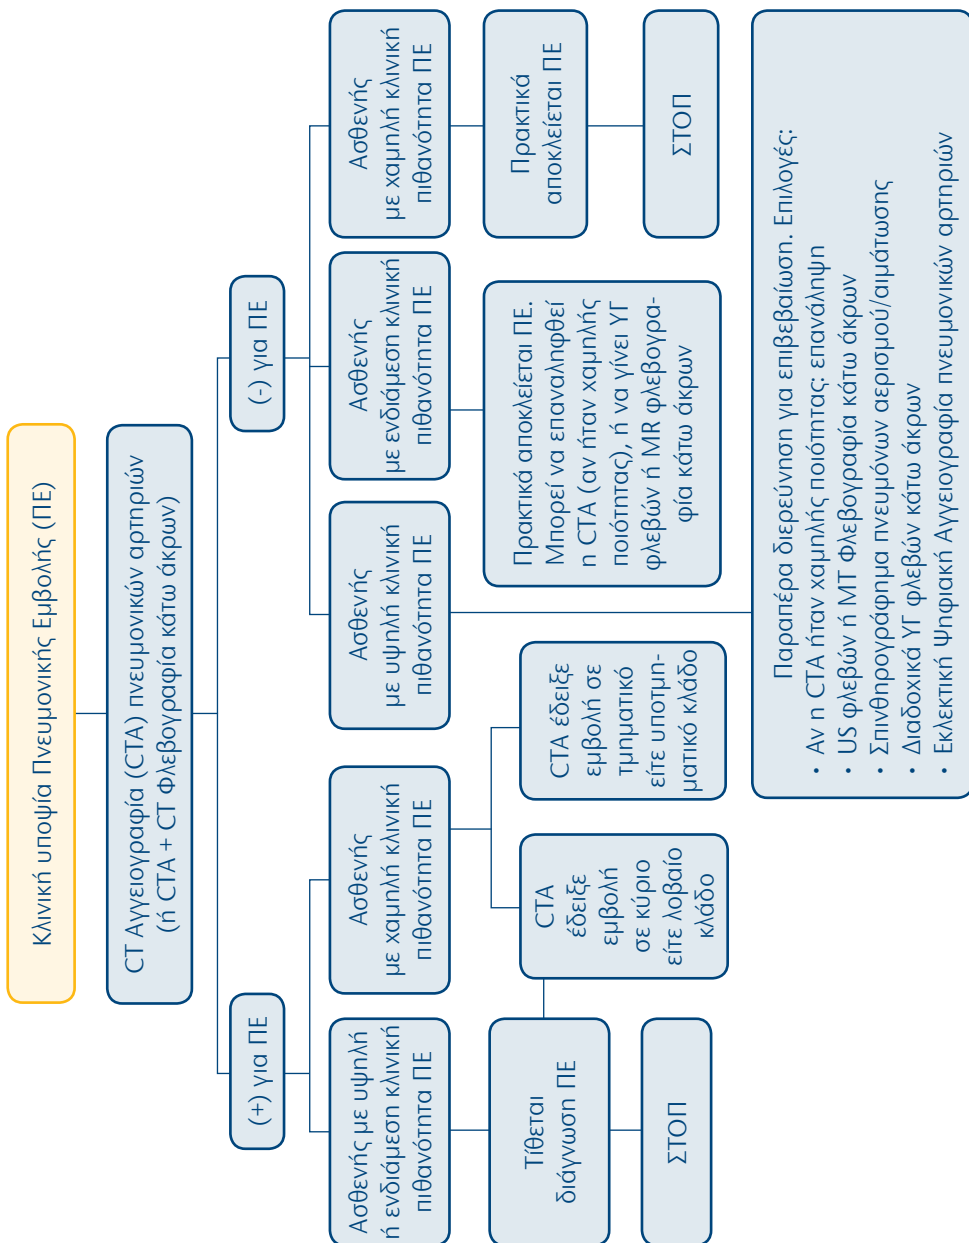 Κλινική υποψία Πνευμονικής Εμβολής (ΠΕ)
CT Αγγειογραφία (CTA) πνευμονικών αρτηριών
(ή CTA + CT Φλεβογραφία κάτω άκρων)
(+) για ΠΕ
(-) για ΠΕ
Ασθενής με υψηλή
ή ενδιάμεση κλινική
πιθανότητα ΠΕ
Ασθενής
με χαμηλή κλινική
πιθανότητα ΠΕ
Ασθενής
με υψηλή κλινική
πιθανότητα ΠΕ
Ασθενής
με ενδιάμεση κλινική
πιθανότητα ΠΕ
Ασθενής
με χαμηλή κλινική
πιθανότητα ΠΕ
Τίθεται
διάγνωση ΠΕ
CTA
έδειξε
εμβολή
σε κύριο
είτε λοβαίο
κλάδο
CTA έδειξε
εμβολή σε
τμηματικό
είτε υποτμη-
ματικό κλάδο
Πρακτικά αποκλείεται ΠΕ.
Μπορεί να επαναληφθεί
η CTA (αν ήταν χαμηλής
ποιότητας), ή να γίνει ΥΓ
φλεβών ή MR φλεβογρα-
φία κάτω άκρων
Πρακτικά
αποκλείεται ΠΕ
ΣΤΟΠ
ΣΤΟΠ
Παραπέρα διερεύνηση για επιβεβαίωση. Επιλογές:
• Αν η CTA ήταν χαμηλής ποιότητας: επανάληψη
• US φλεβών ή ΜΤ Φλεβογραφία κάτω άκρων
• Σπινθηρογράφημα πνευμόνων αερισμού/αιμάτωσης
• Διαδοχικά ΥΓ φλεβών κάτω άκρων
• Εκλεκτική Ψηφιακή Αγγειογραφία πνευμονικών αρτηριών